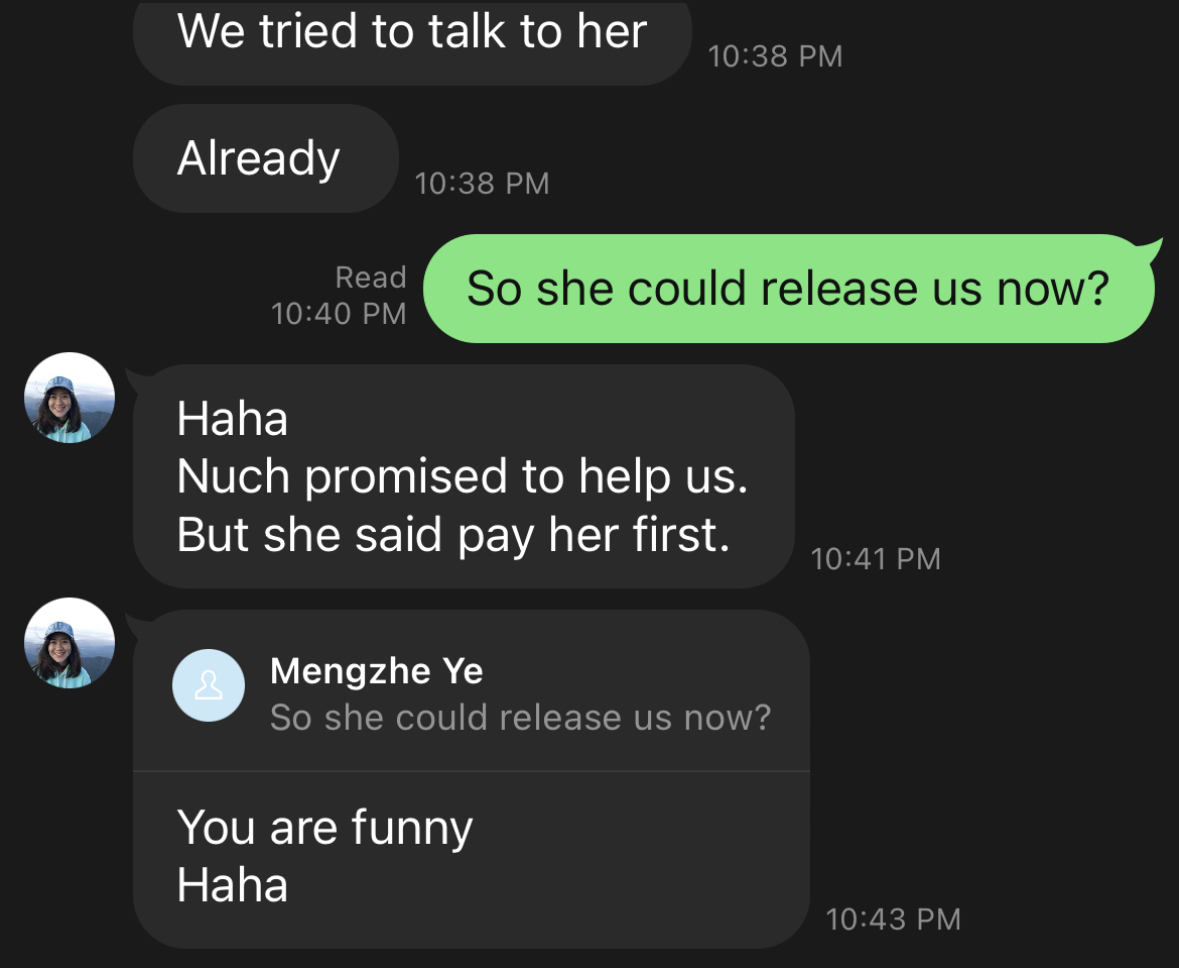 We tried to talk to her
10:38 PM
Already
10:38 PM
Read
10:40 PM
So she could release us now?
Haha
Nuch promised to help us.
But she said pay her first.
10:41 PM
Mengzhe Ye
So she could release us now?
You are funny
Haha
10:43 PM